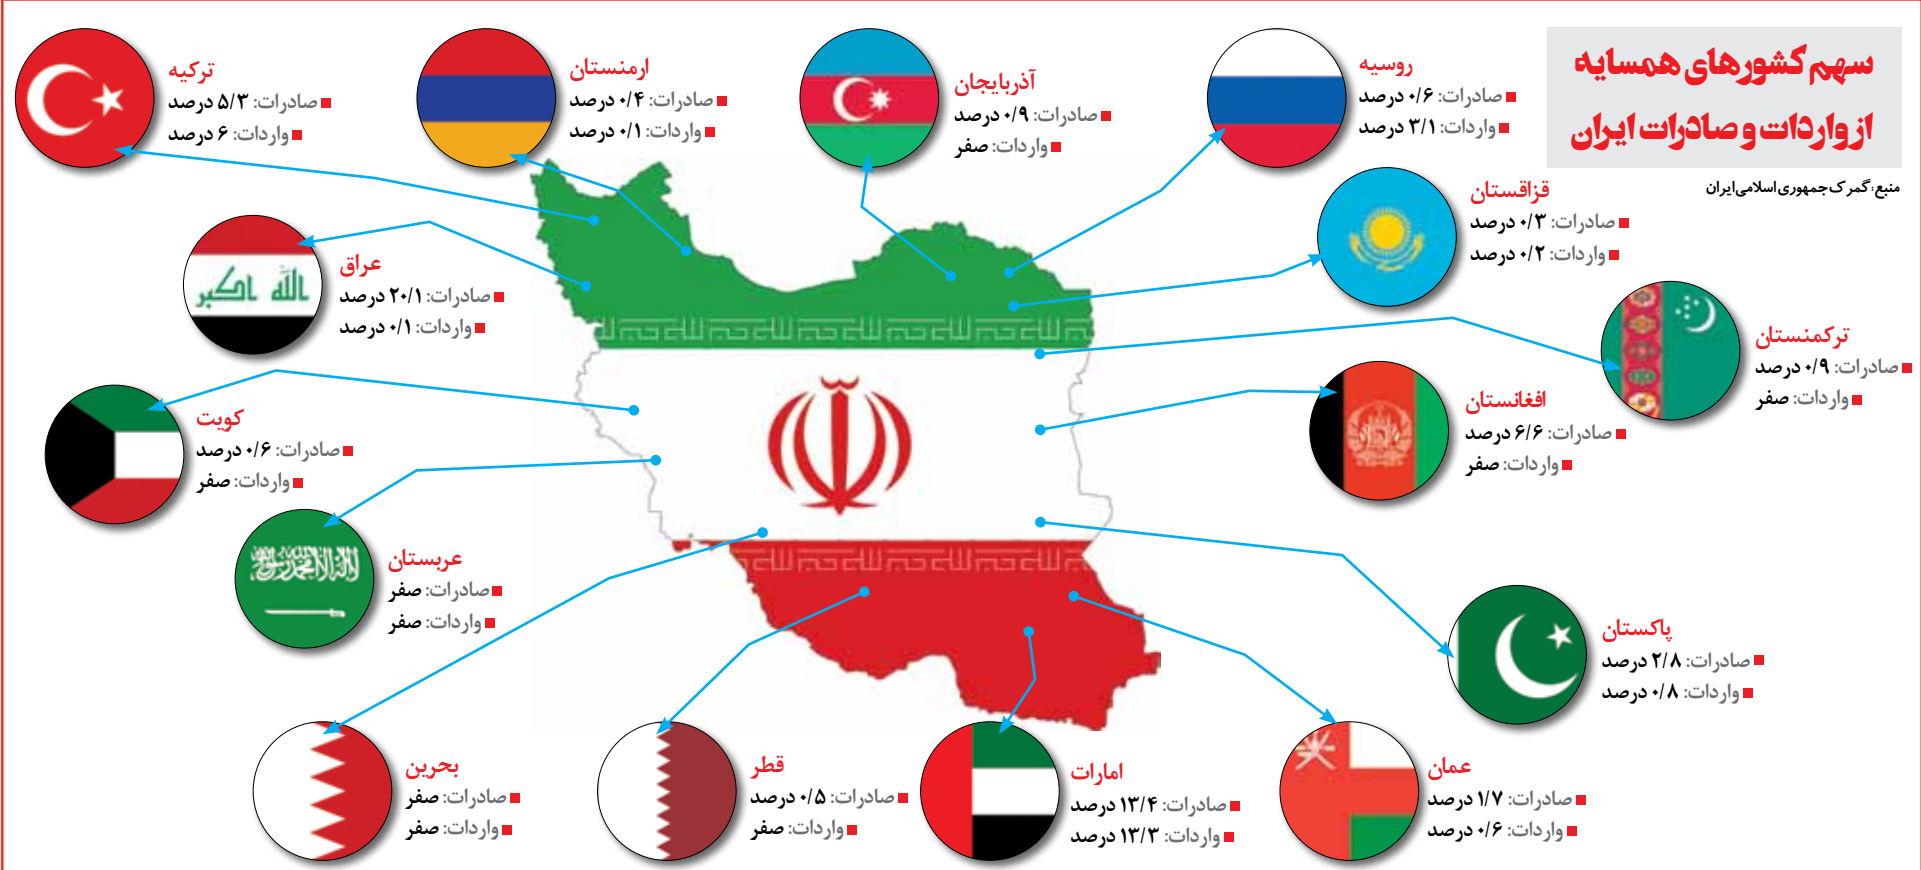 سهم کشورهای همسایه
از واردات و صادرات ایران
منبع: گمرک جمهوری اسلامی ایران
روسیه
صادرات: ۰/۶ درصد
واردات: ۳/۱ درصد
آذربایجان
صادرات: ۰/۹ درصد
واردات: صفر
ارمنستان
صادرات: ۰/۴ درصد
واردات: ۰/۱ درصد
ترکیه
صادرات: ۵/۳ درصد
واردات: ۶ درصد
قزاقستان
صادرات: ۰/۳ درصد
واردات: ۰/۲ درصد
عراق
صادرات: ۲۰/۱ درصد
واردات: ۰/۱ درصد
الله اکبر
ترکمنستان
صادرات: ۰/۹ درصد
واردات: صفر
افغانستان
صادرات: ۶/۶ درصد
واردات: صفر
کویت
صادرات: ۰/۶ درصد
واردات: صفر
عربستان
صادرات: صفر
واردات: صفر
پاکستان
صادرات: ۲/۸ درصد
واردات: ۰/۸ درصد
عمان
صادرات: ۱/۷ درصد
واردات: ۰/۶ درصد
امارات
صادرات: ۱۳/۴ درصد
واردات: ۱۳/۳ درصد
قطر
صادرات: ۰/۵ درصد
واردات: صفر
بحرین
صادرات: صفر
واردات: صفر